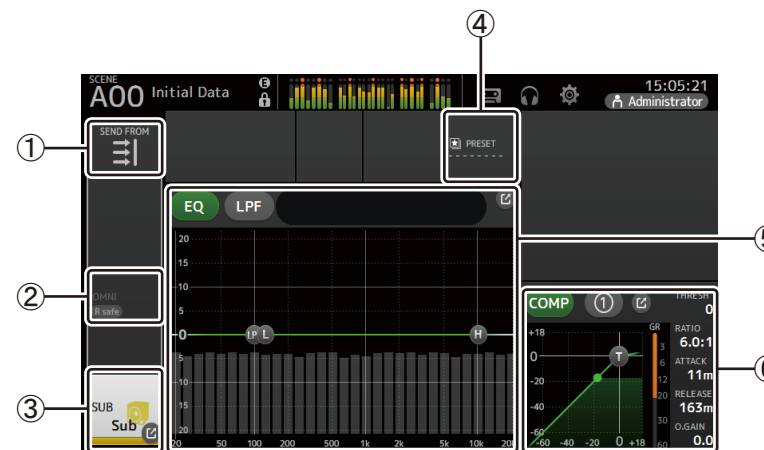 ④
SCENE
A00 Initial Data
E
15:05:21
Administrator
①
SEND FROM
PRESET
EQ LPF
⑤
20
15
10
5
0
5
10
15
20
LP L H
20 50 100 200 500 1k 2k 5k 10k 20
②
OMNI
R safe
③
SUB
Sub
COMP ①
THRESH
0
RATIO
6.0:1
ATTACK
11m
RELEASE
163m
O.GAIN
0.0
⑥
+18
0
-20
-40
-60
T
-60 -40 -20 0 +18
GR
3
6
12
20
30
60